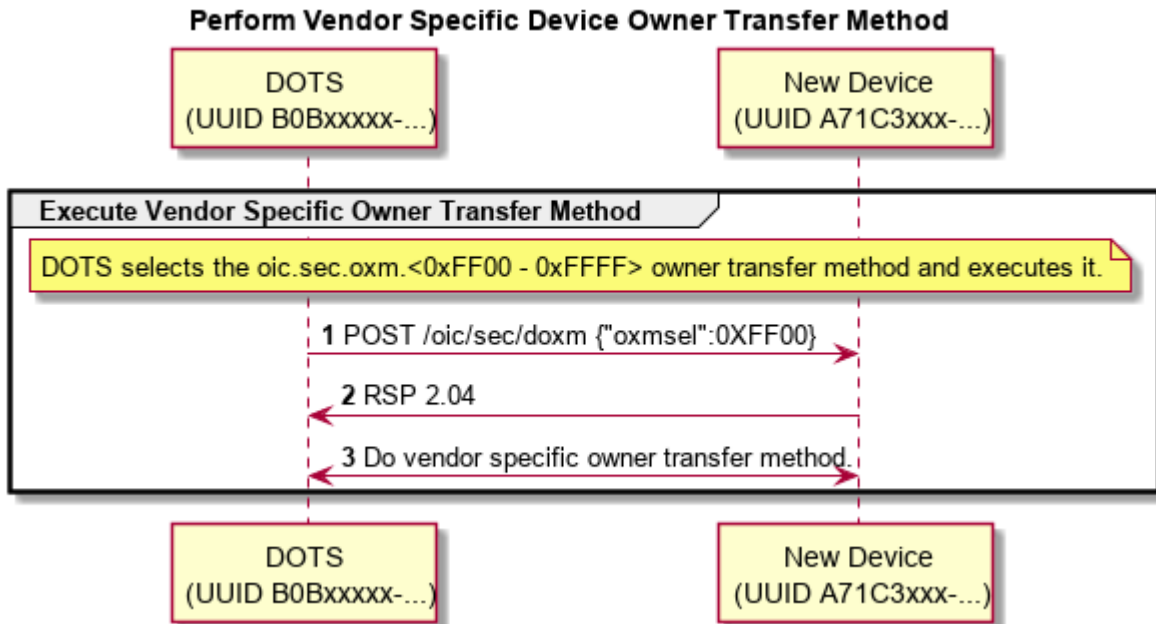 Perform Vendor Specific Device Owner Transfer Method
DOTS
(UUID B0Bxxxxx-...)
New Device
(UUID A71C3xxx-...)
Execute Vendor Specific Owner Transfer Method
DOTS selects the oic.sec.oxm.<0xFF00 - 0xFFFF> owner transfer method and executes it.
1 POST /oic/sec/doxm {"oxmsel":0XFF00}
2 RSP 2.04
3 Do vendor specific owner transfer method.
DOTS
(UUID B0Bxxxxx-...)
New Device
(UUID A71C3xxx-...)